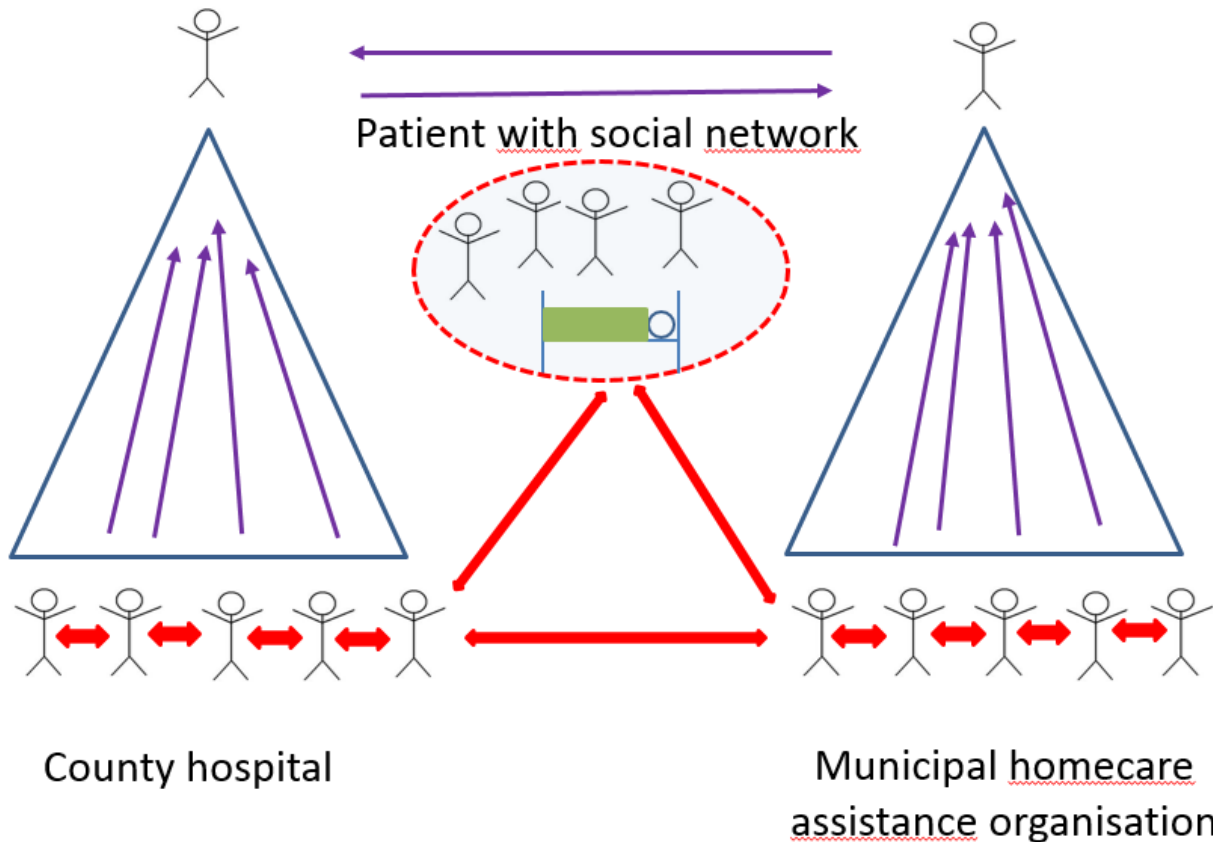 Patient with social network
County hospital
Municipal homecare
assistance organisation